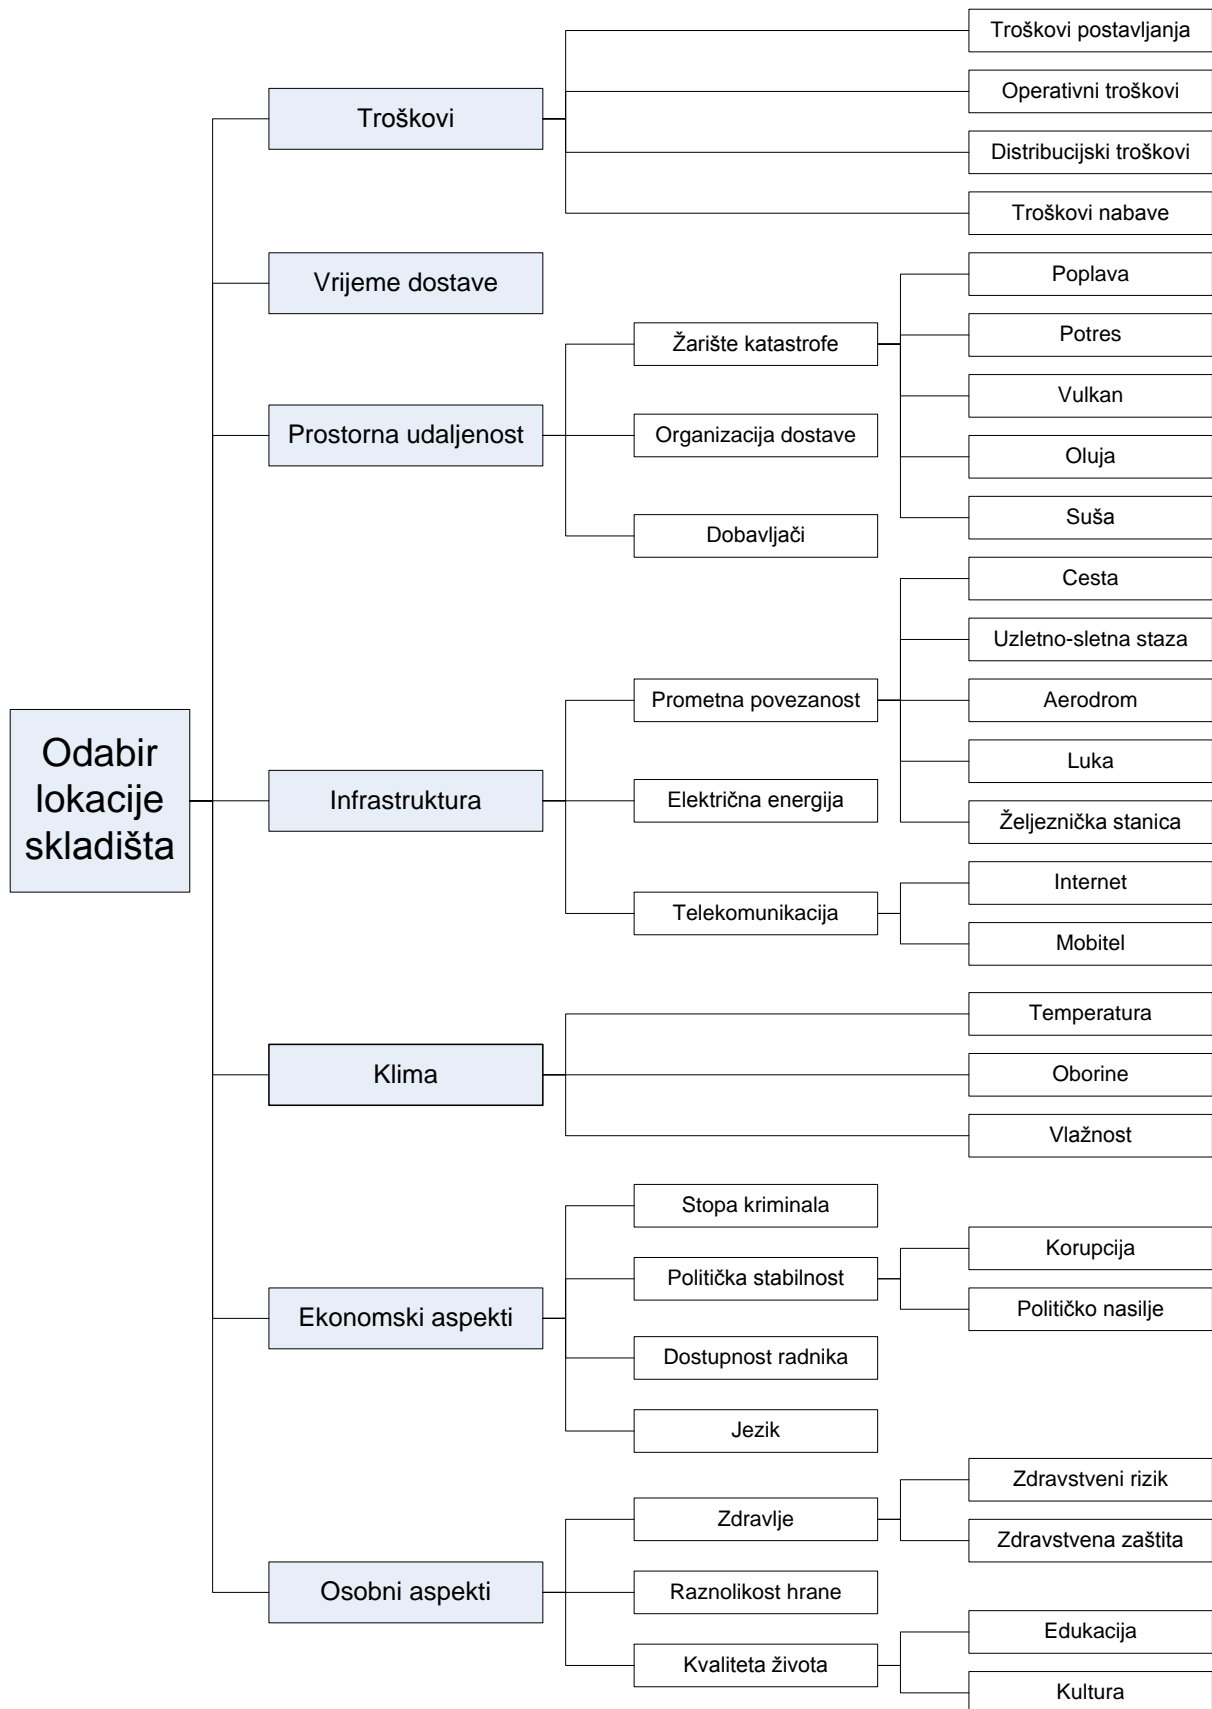 Troškovi postavljanja
Operativni troškovi
Troškovi
Distribucijski troškovi
Troškovi nabave
Vrijeme dostave
Poplava
Žarište katastrofe
Potres
Vulkan
Prostorna udaljenost
Organizacija dostave
Oluja
Suša
Dobavljači
Cesta
Uzletno-sletna staza
Prometna povezanost
Aerodrom
Luka
Odabir
lokacije
skladišta
Infrastruktura
Električna energija
Željeznička stanica
Internet
Telekomunikacija
Mobitel
Temperatura
Klima
Oborine
Vlažnost
Stopa kriminala
Korupcija
Politička stabilnost
Političko nasilje
Ekonomski aspekti
Dostupnost radnika
Jezik
Zdravstveni rizik
Zdravlje
Zdravstvena zaštita
Osobni aspekti
Raznolikost hrane
Edukacija
Kvaliteta života
Kultura